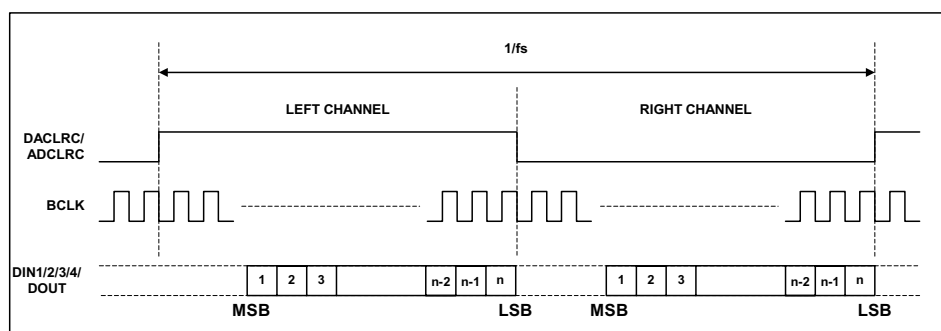 1/fs
LEFT CHANNEL RIGHT CHANNEL
DACLRC/
ADCLRC
BCLK
DIN1/2/3/4/
DOUT
1 2 3 n-2 n-1 n 1 2 3 n-2 n-1 n
MSB LSB MSB LSB